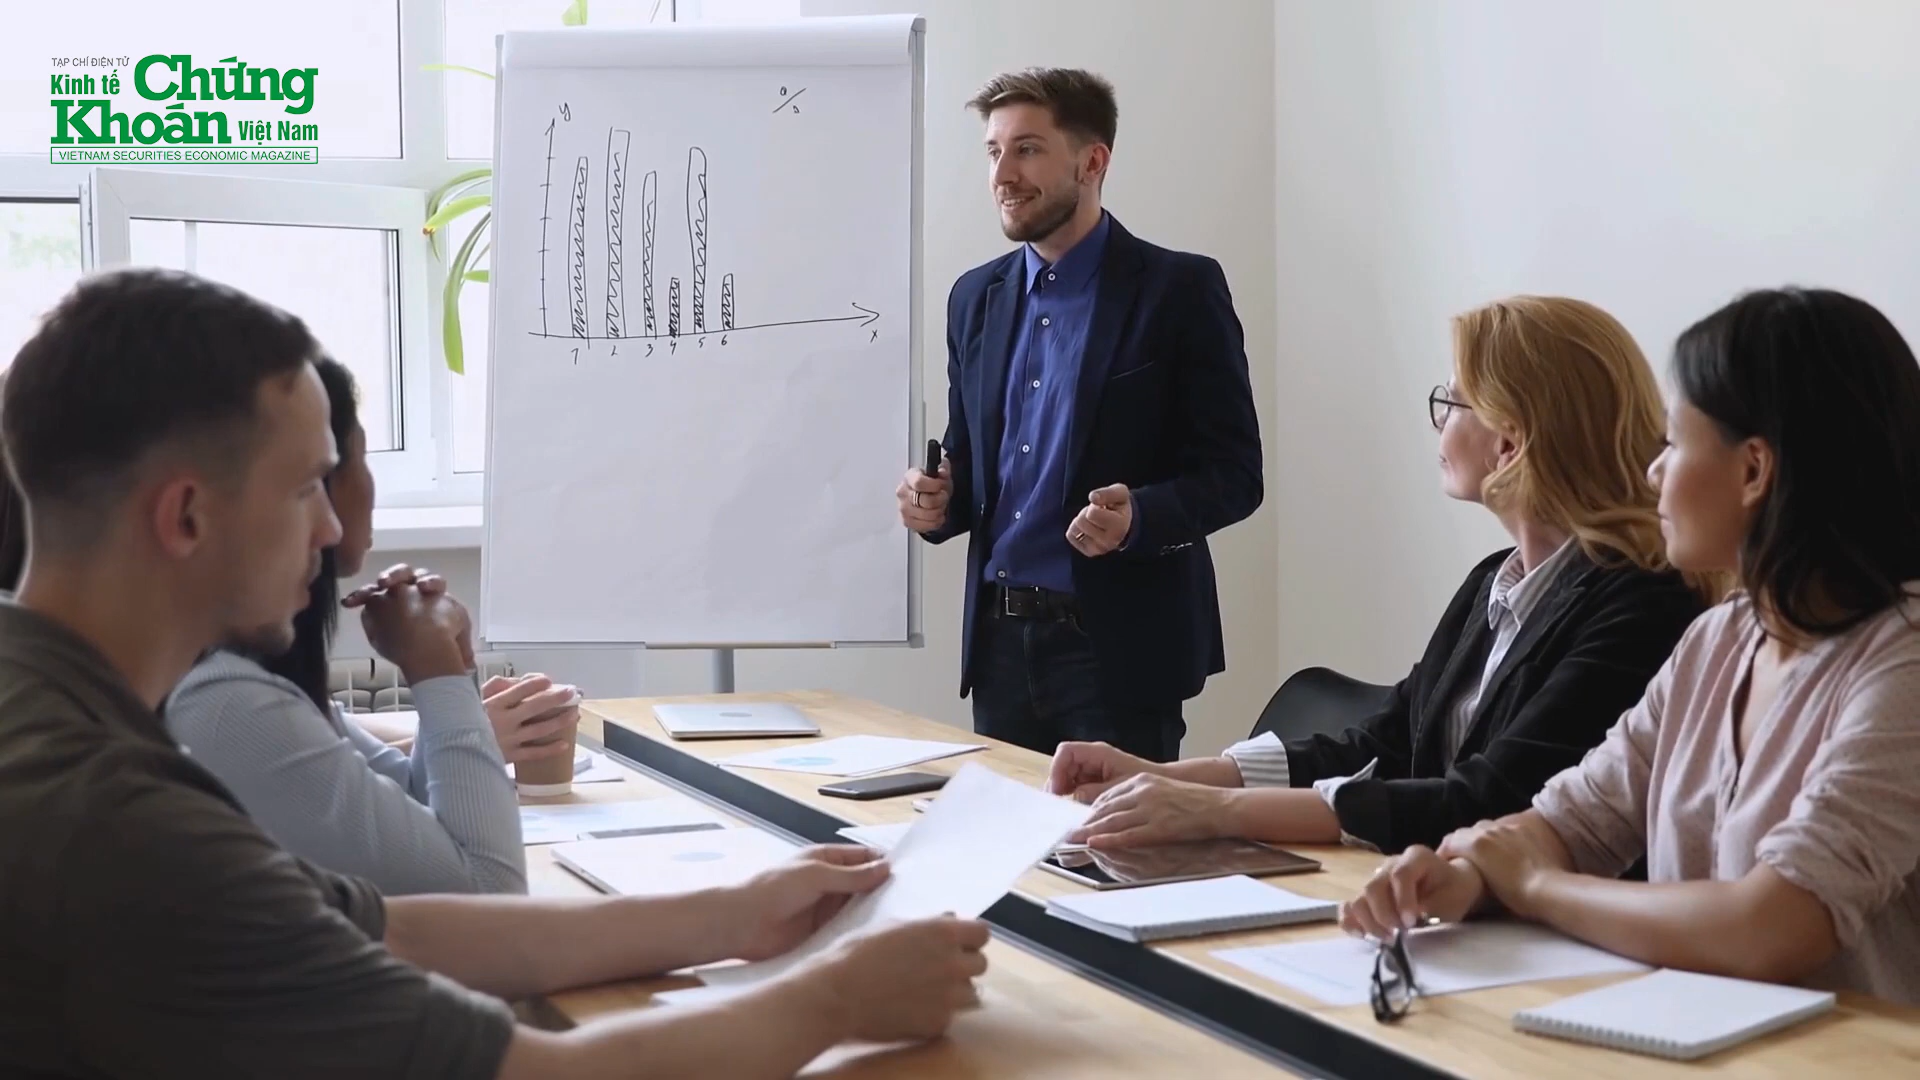 TẠP CHÍ ĐIỆN TỬ
Kinh tế Chứng
Khoán Việt Nam
VIETNAM SECURITIES ECONOMIC MAGAZINE
y
%
x
1 2 3 4 5 6